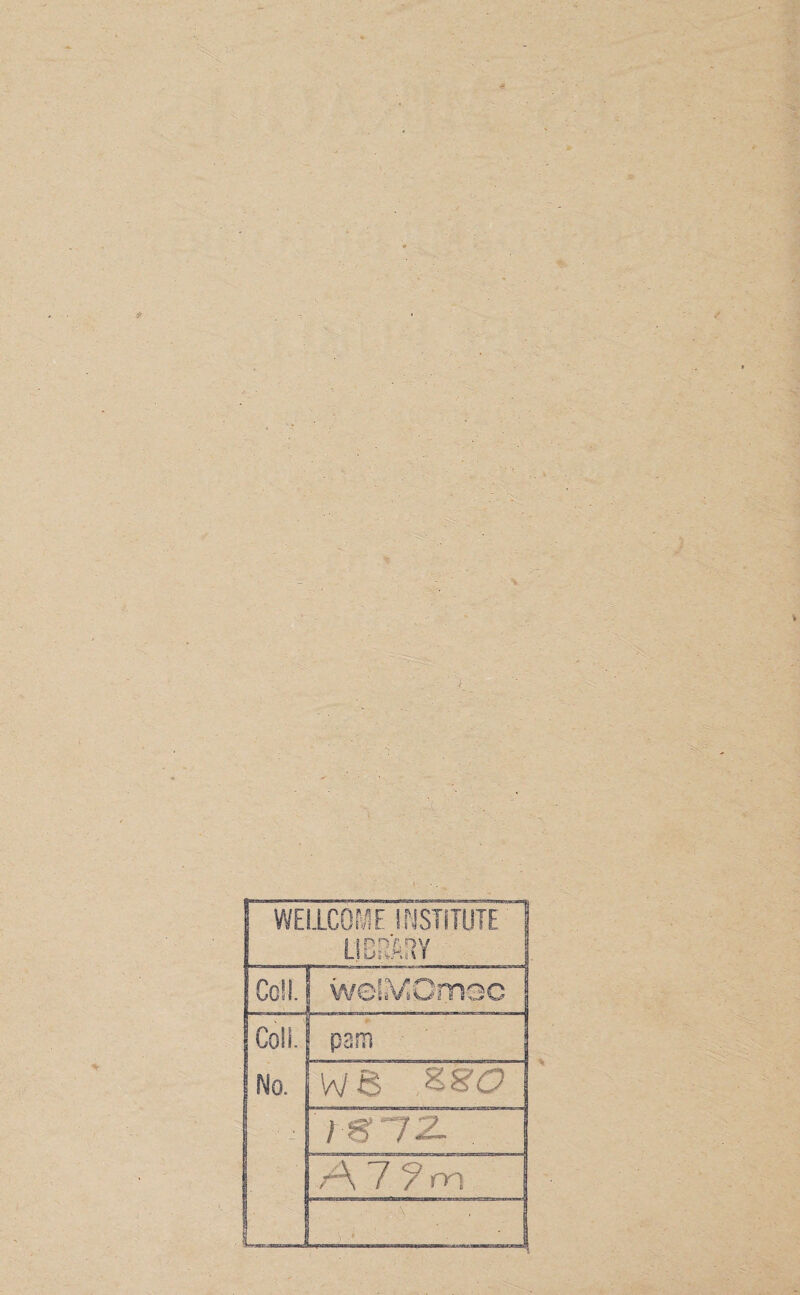 WELLCOME INSTITUTE
LIBRARY
Coll. welMOmec
Coll. pam
No. WB 880
1872
A79m